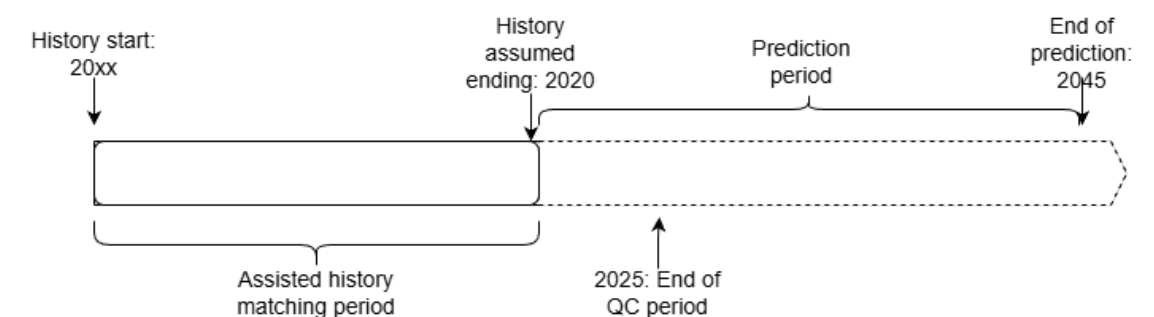 History start:
20xx
History
assumed
ending: 2020
Prediction
period
End of
prediction:
2045
Assisted history
matching period
2025: End of
QC period